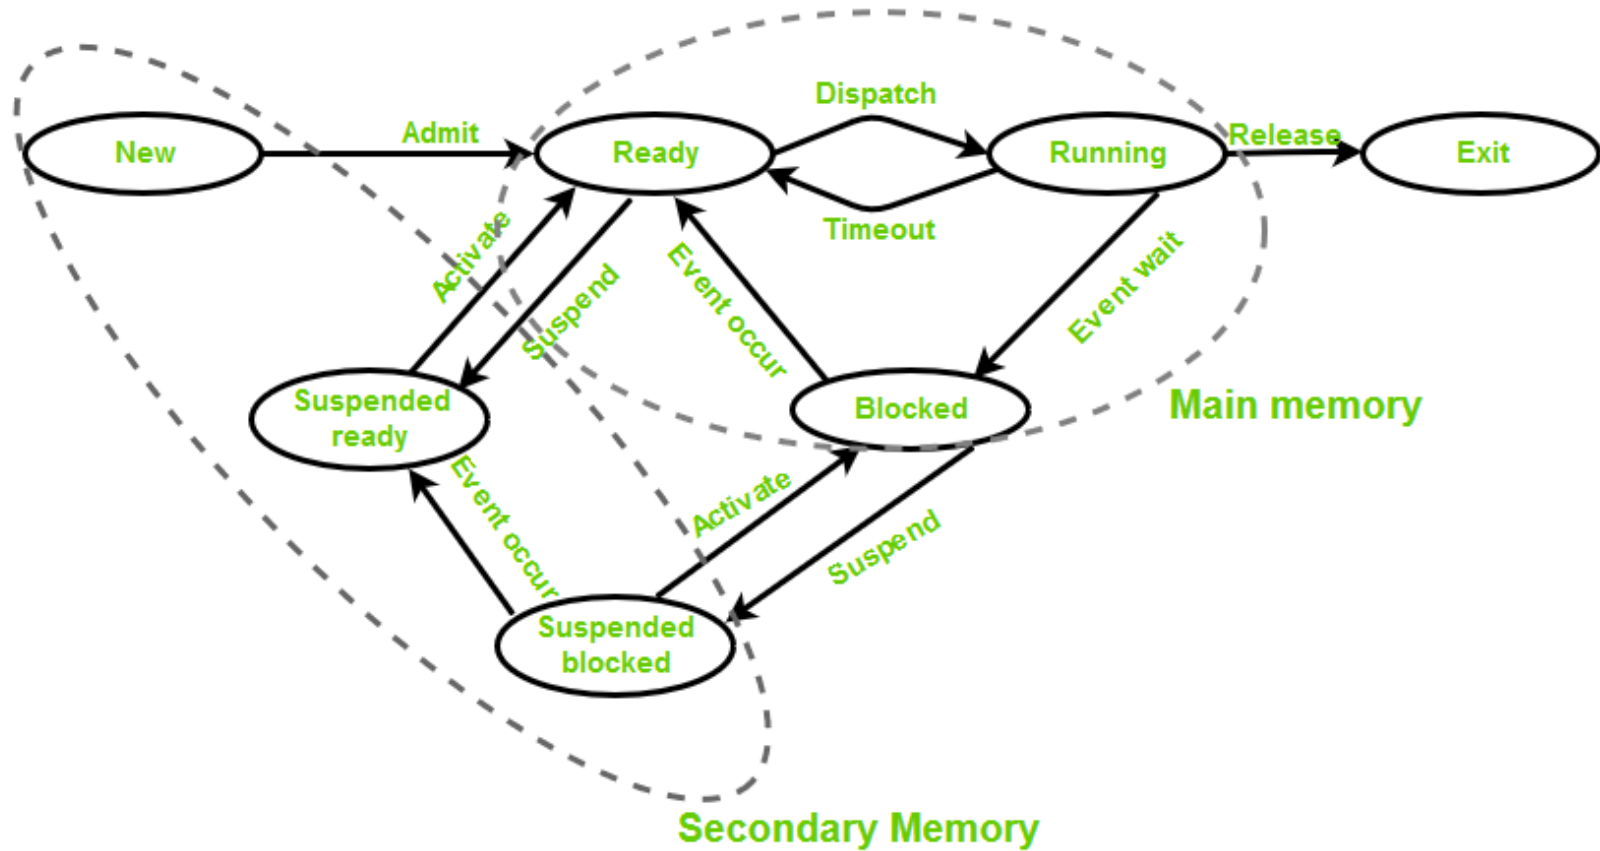 Dispatch
Admit
Release
New
Ready
Running
Exit
Timeout
Activate
Suspend
Event occur
Event wait
Suspended
ready
Blocked
Main memory
Event occur
Activate
Suspend
Suspended
blocked
Secondary Memory